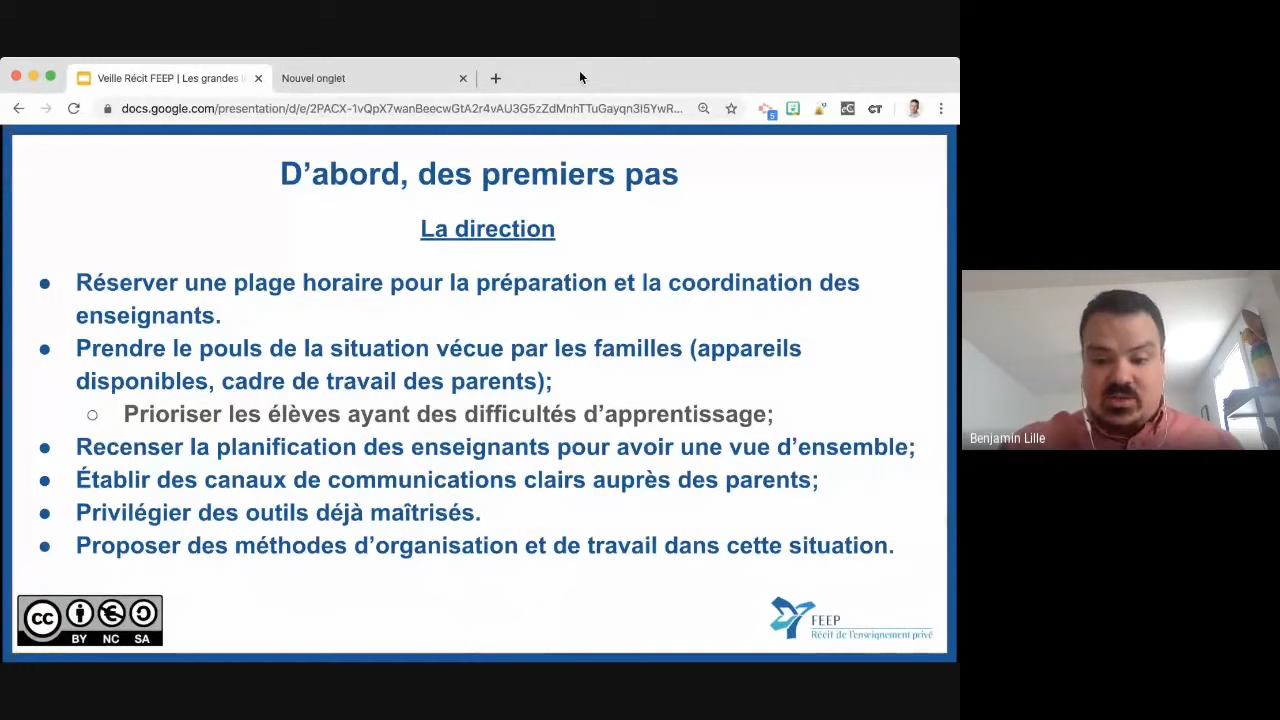 Veille Récit FEEP | Les grandes l
Nouvel onglet
docs.google.com/presentation/d/e/2PACX-1vQpX7wanBeecwGtA2r4vAU3G5zZdMnhTTuGayqn3I5YwR...
5
CT
D’abord, des premiers pas
La direction
● Réserver une plage horaire pour la préparation et la coordination des
enseignants.
● Prendre le pouls de la situation vécue par les familles (appareils
disponibles, cadre de travail des parents);
○ Prioriser les élèves ayant des difficultés d’apprentissage;
● Recenser la planification des enseignants pour avoir une vue d’ensemble;
● Établir des canaux de communications clairs auprès des parents;
● Privilégier des outils déjà maîtrisés.
● Proposer des méthodes d’organisation et de travail dans cette situation.
cc
BY NC SA
FEEP
Récit de l’enseignement privé
Benjamin Lille